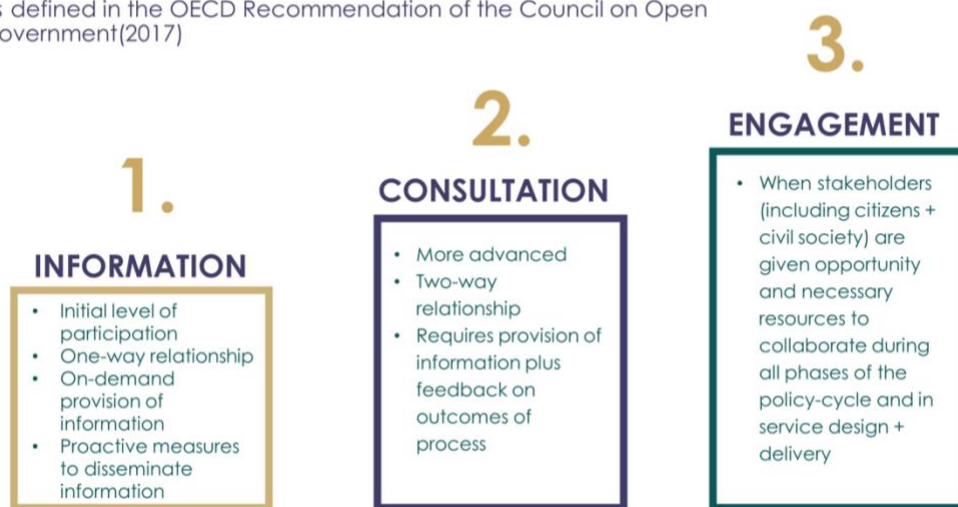 s defined in the OECD Recommendation of the Council on Open
overnment(2017)
1.
INFORMATION
• Initial level of
participation
• One-way relationship
• On-demand
provision of
information
• Proactive measures
to disseminate
information
2.
CONSULTATION
• More advanced
• Two-way
relationship
• Requires provision of
information plus
feedback on
outcomes of
process
3.
ENGAGEMENT
• When stakeholders
(including citizens +
civil society) are
given opportunity
and necessary
resources to
collaborate during
all phases of the
policy-cycle and in
service design +
delivery